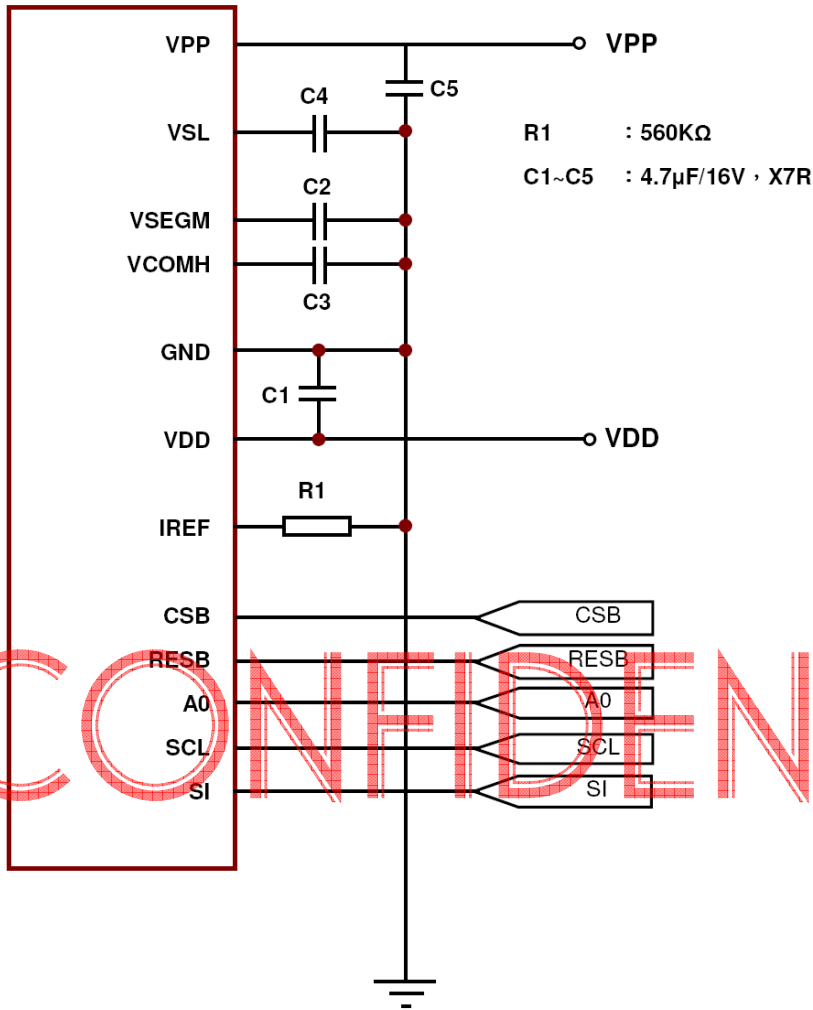 VPP
VPP
C5
C4
VSL
R1 : 560KΩ
C1~C5 : 4.7µF/16V，X7R
C2
VSEGM
VCOMH
C3
GND
C1
VDD
VDD
R1
IREF
CSB
CSB
RESB
RESB
A0
A0
SCL
SCL
SI
SI
CONFIDEN